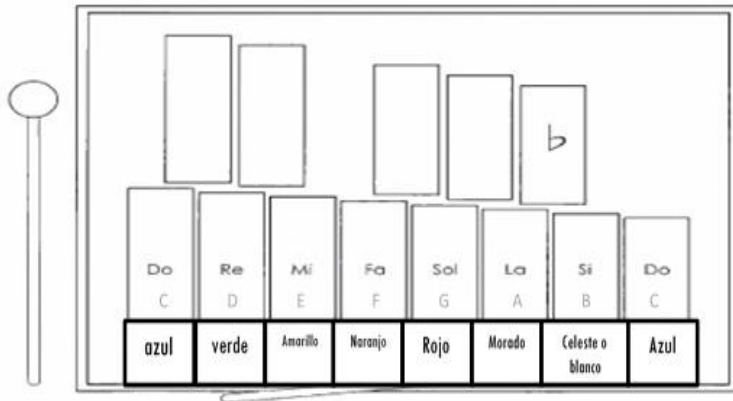 ♭
Do Re Mi Fa Sol La Si Do
C D E F G A B C
azul verde Amarillo Naranjo Rojo Morado Celeste o blanco Azul